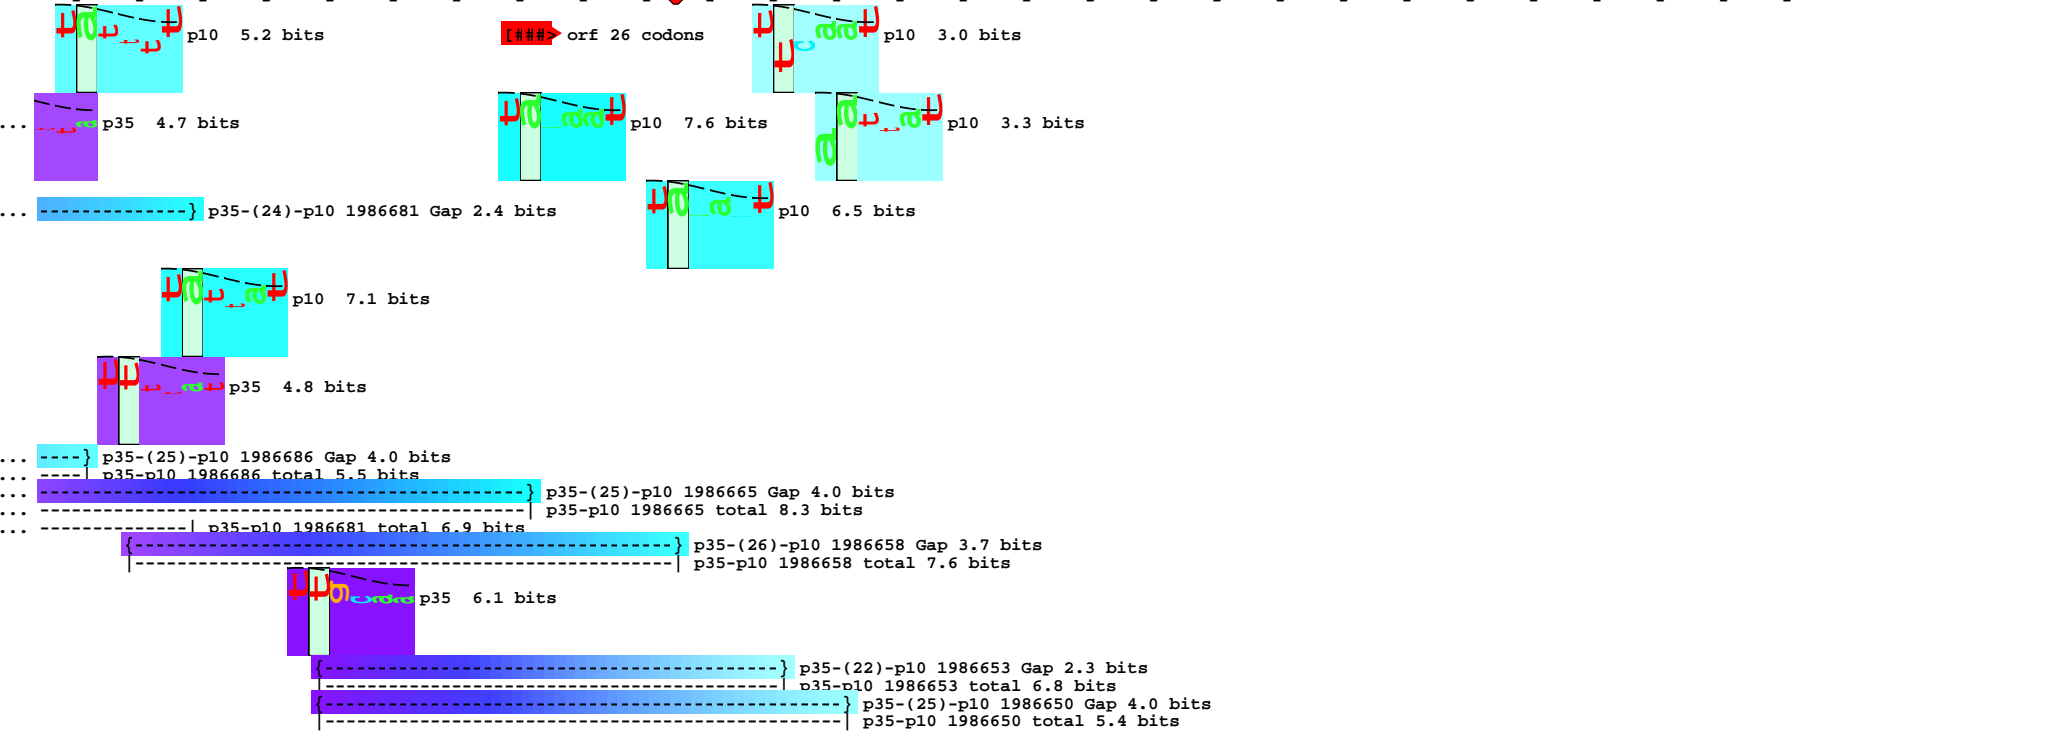 p10 5.2 bits [###> orf 26 codons p10 3.0 bits
... p35 4.7 bits p10 7.6 bits p10 3.3 bits
... --------------} p35-(24)-p10 1986681 Gap 2.4 bits p10 6.5 bits
p10 7.1 bits
p35 4.8 bits
... ----} p35-(25)-p10 1986686 Gap 4.0 bits
... ----| p35-p10 1986686 total 5.5 bits
... ----------------------------------------------} p35-(25)-p10 1986665 Gap 4.0 bits
... ----------------------------------------------| p35-p10 1986665 total 8.3 bits
... --------------| p35-p10 1986681 total 6.9 bits
{---------------------------------------------------} p35-(26)-p10 1986658 Gap 3.7 bits
|---------------------------------------------------| p35-p10 1986658 total 7.6 bits
p35 6.1 bits
{-------------------------------------------} p35-(22)-p10 1986653 Gap 2.3 bits
|-------------------------------------------| p35-p10 1986653 total 6.8 bits
{-------------------------------------------------} p35-(25)-p10 1986650 Gap 4.0 bits
|-------------------------------------------------| p35-p10 1986650 total 5.4 bits